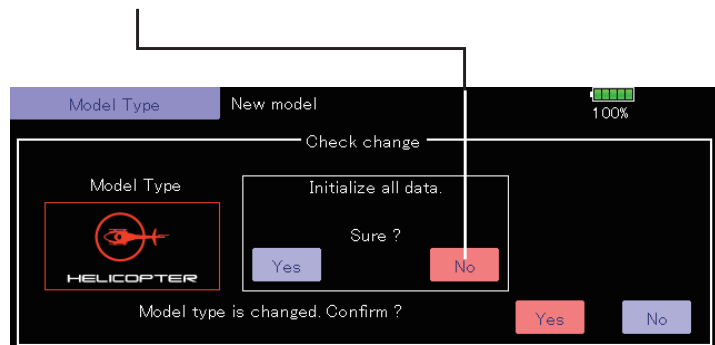 Model Type New model
100%
Check change
Model Type
Initialize all data.
Sure ?
Yes No
HELICOPTER
Model type is changed. Confirm ?
Yes No